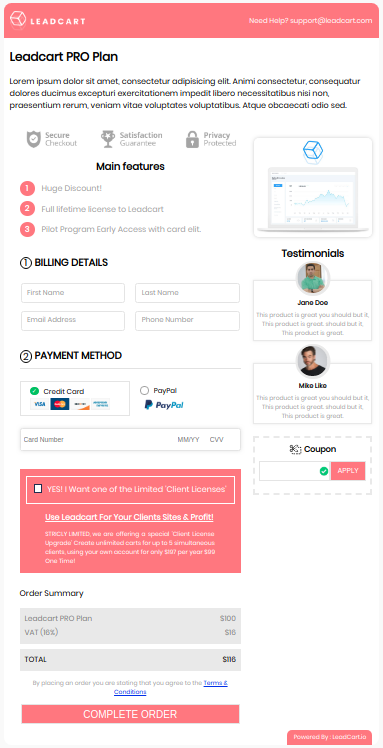 LEADCART
Need Help? support@leadcart.com
Leadcart PRO Plan
Lorem ipsum dolor sit amet, consectetur adipisicing elit. Animi consectetur, consequatur
dolores ducimus excepturi exercitationem impedit libero necessitatibus nisi non,
praesentium rerum, veniam vitae voluptates voluptatibus. Atque obcaecati odio sed.
Secure
Checkout
Satisfaction
Guarantee
Privacy
Protected
Main features
1 Huge Discount!
2 Full lifetime license to Leadcart
3 Pilot Program Early Access with card elit.
1 BILLING DETAILS
First Name
Last Name
Email Address
Phone Number
2 PAYMENT METHOD
Credit Card
VISA
PayPal
PayPal
Card Number
MM/YY
CVV
YES! I Want one of the Limited 'Client Licenses'
Use Leadcart For Your Clients Sites & Profit!
STRICLY LIMITED, we are offering a special 'Client License
Upgrade' Create unlimited carts for up to 5 simultaneous
clients, using your own account for only $197 per year $99
One Time!
Order Summary
Leadcart PRO Plan $100
VAT (16%) $16
TOTAL $116
By placing an order you are stating that you agree to the Terms &
Conditions
COMPLETE ORDER
Testimonials
Jane Doe
This product is great you should but it,
This product is great, should but it,
This product is great.
Mike Like
This product is great you should but it,
This product is great, should but it,
This product is great.
Coupon
APPLY
Powered By : LeadCart.io